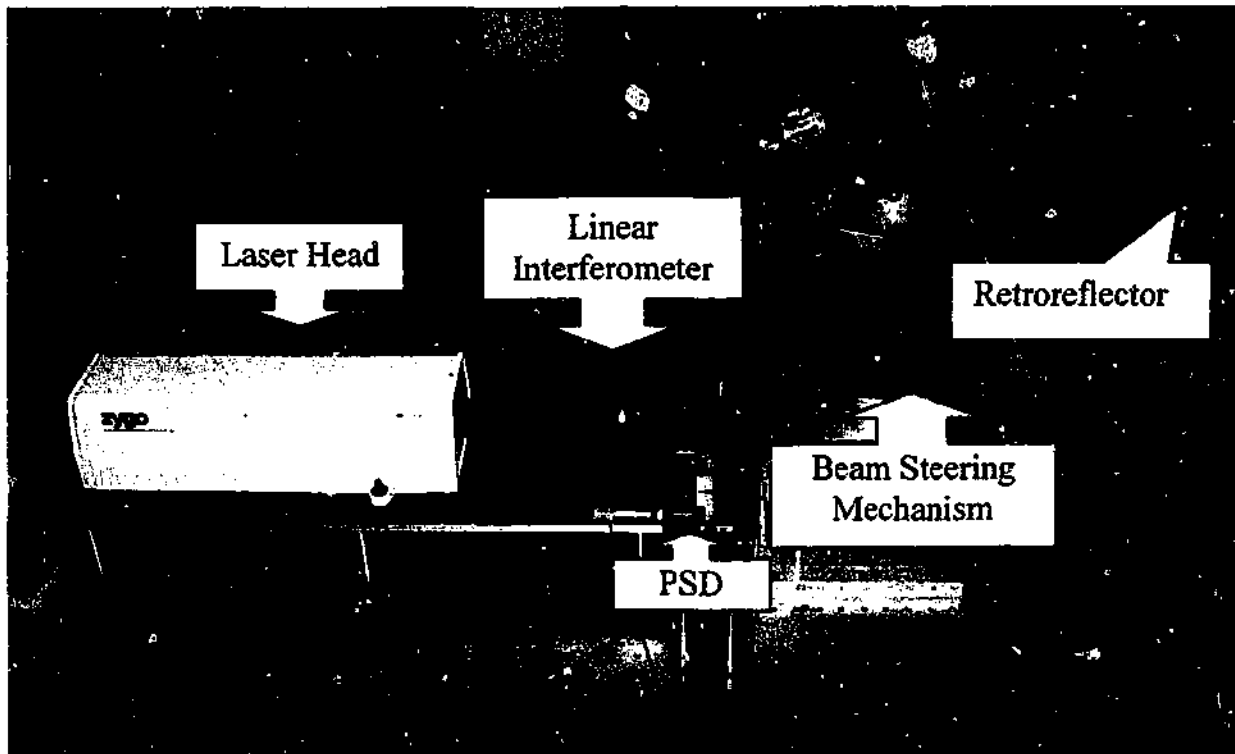 Laser Head
Linear
Interferometer
Retroreflector
zygo
Beam Steering
Mechanism
PSD